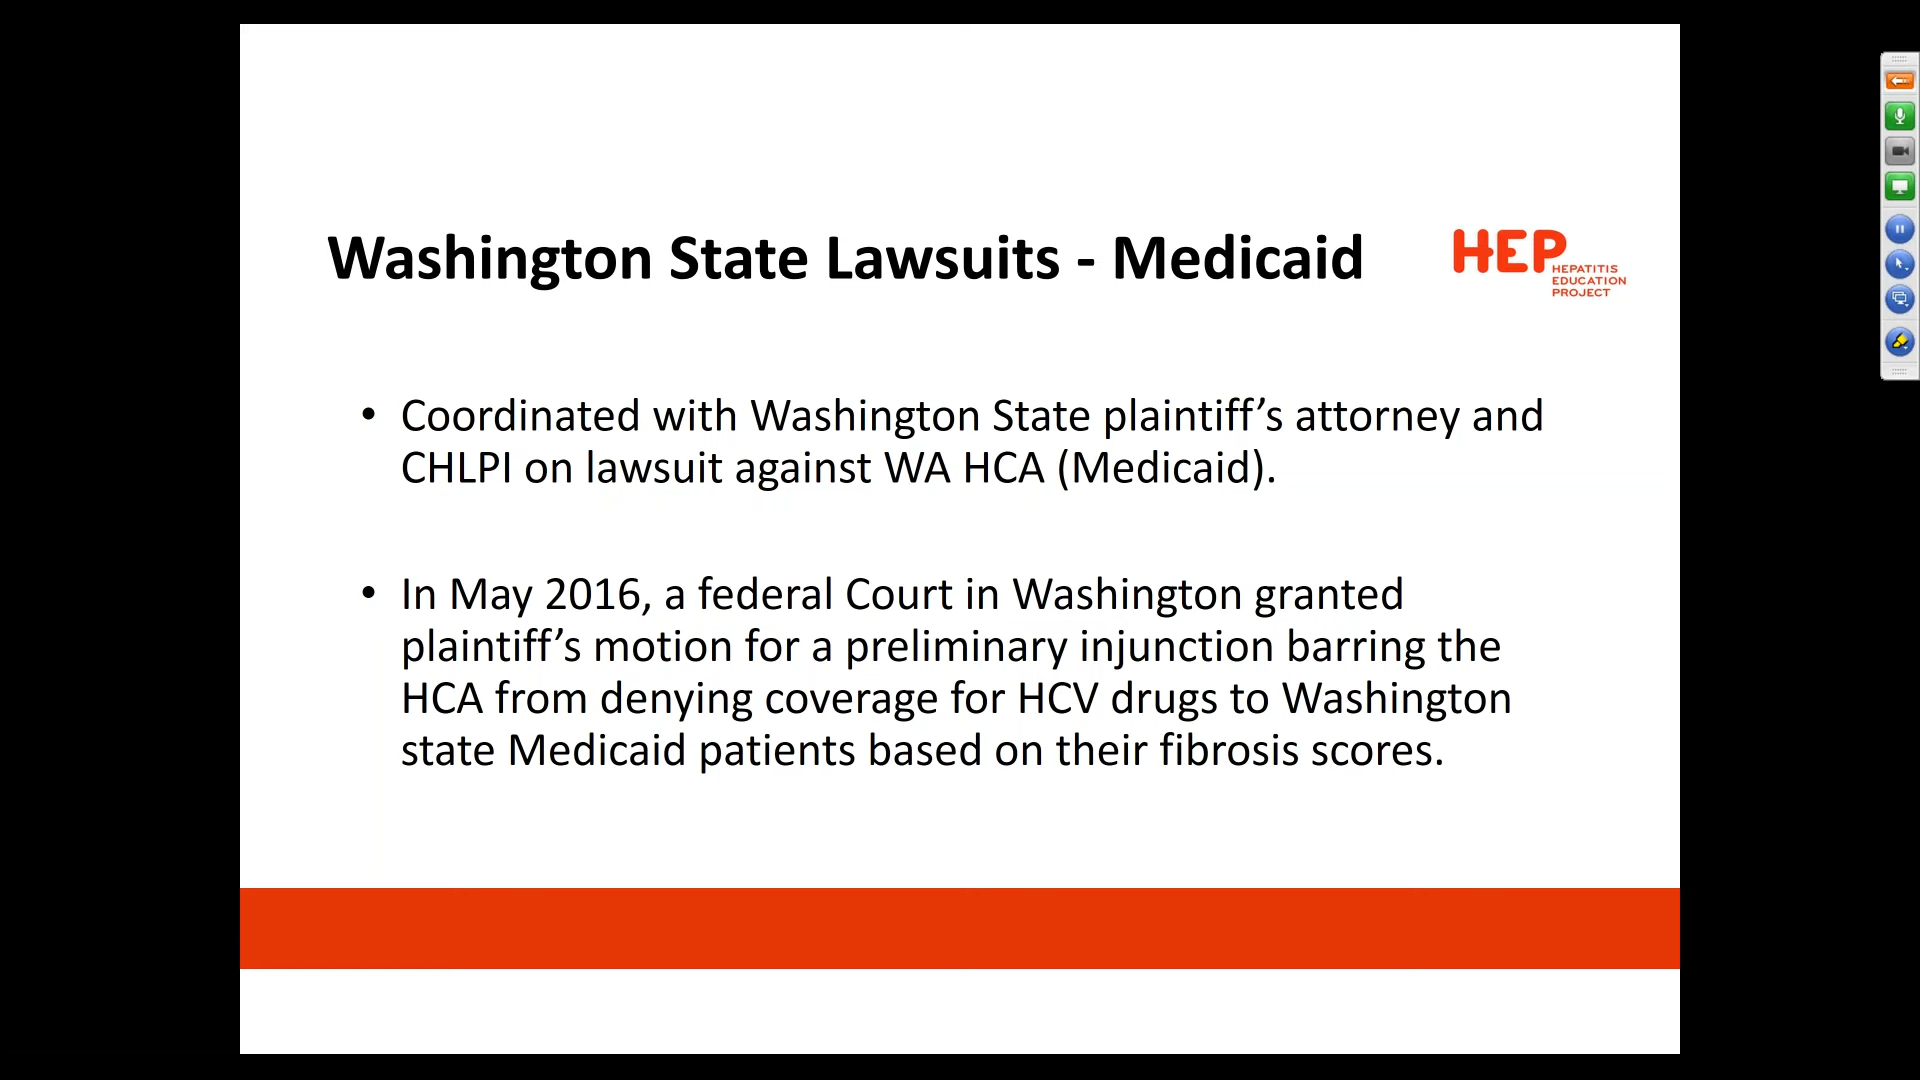 Washington State Lawsuits - Medicaid
HEP
HEPATITIS
EDUCATION
PROJECT
• Coordinated with Washington State plaintiff’s attorney and
CHLPI on lawsuit against WA HCA (Medicaid).
• In May 2016, a federal Court in Washington granted
plaintiff’s motion for a preliminary injunction barring the
HCA from denying coverage for HCV drugs to Washington
state Medicaid patients based on their fibrosis scores.